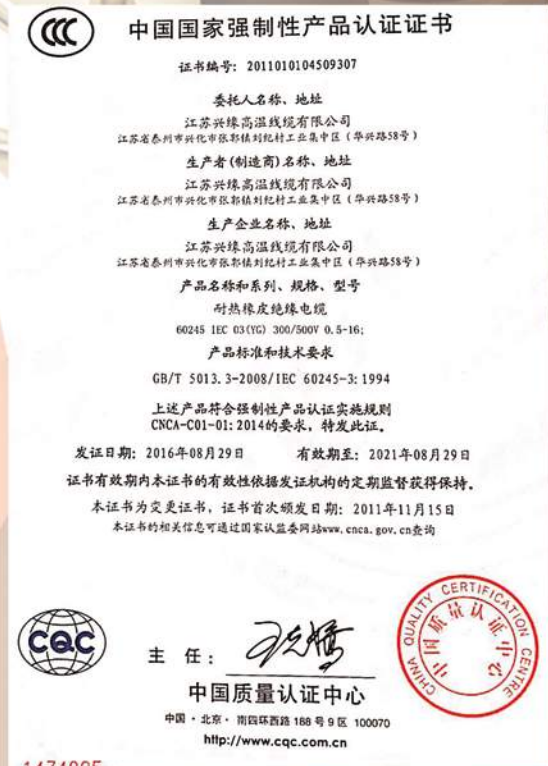 中国国家强制性产品认证证书
证书编号: 2011010104509307
委托人名称、地址
江苏兴缘高温线缆有限公司
江苏省泰州市兴化市张郭镇刘纪村工业集中区(华兴路58号)
生产者(制造商)名称、地址
江苏兴缘高温线缆有限公司
江苏省泰州市兴化市张郭镇刘纪村工业集中区(华兴路58号)
生产企业名称、地址
江苏兴缘高温线缆有限公司
江苏省泰州市兴化市张郭镇刘纪村工业集中区(华兴路58号)
产品名称和系列、规格、型号
耐热橡皮绝缘电缆
60245 IEC 03(YG) 300/500V 0.5-16;
产品标准和技术要求
GB/T 5013.3-2008/IEC 60245-3:1994
上述产品符合强制性产品认证实施规则
CNCA-C01-01:2014的要求，特发此证。
发证日期: 2016年08月29日 有效期至: 2021年08月29日
证书有效期内本证书的有效性依据发证机构的定期监督获得保持。
本证书为变更证书，证书首次颁发日期: 2011年11月15日
本证书的相关信息可通过国家认监委网站www.cnca.gov.cn查询
CQC
主 任:
中国质量认证中心
中国·北京·南四环西路 188 号 9 区 100070
http://www.cqc.com.cn
CHINA QUALITY CERTIFICATION CENTRE
中国质量认证中心